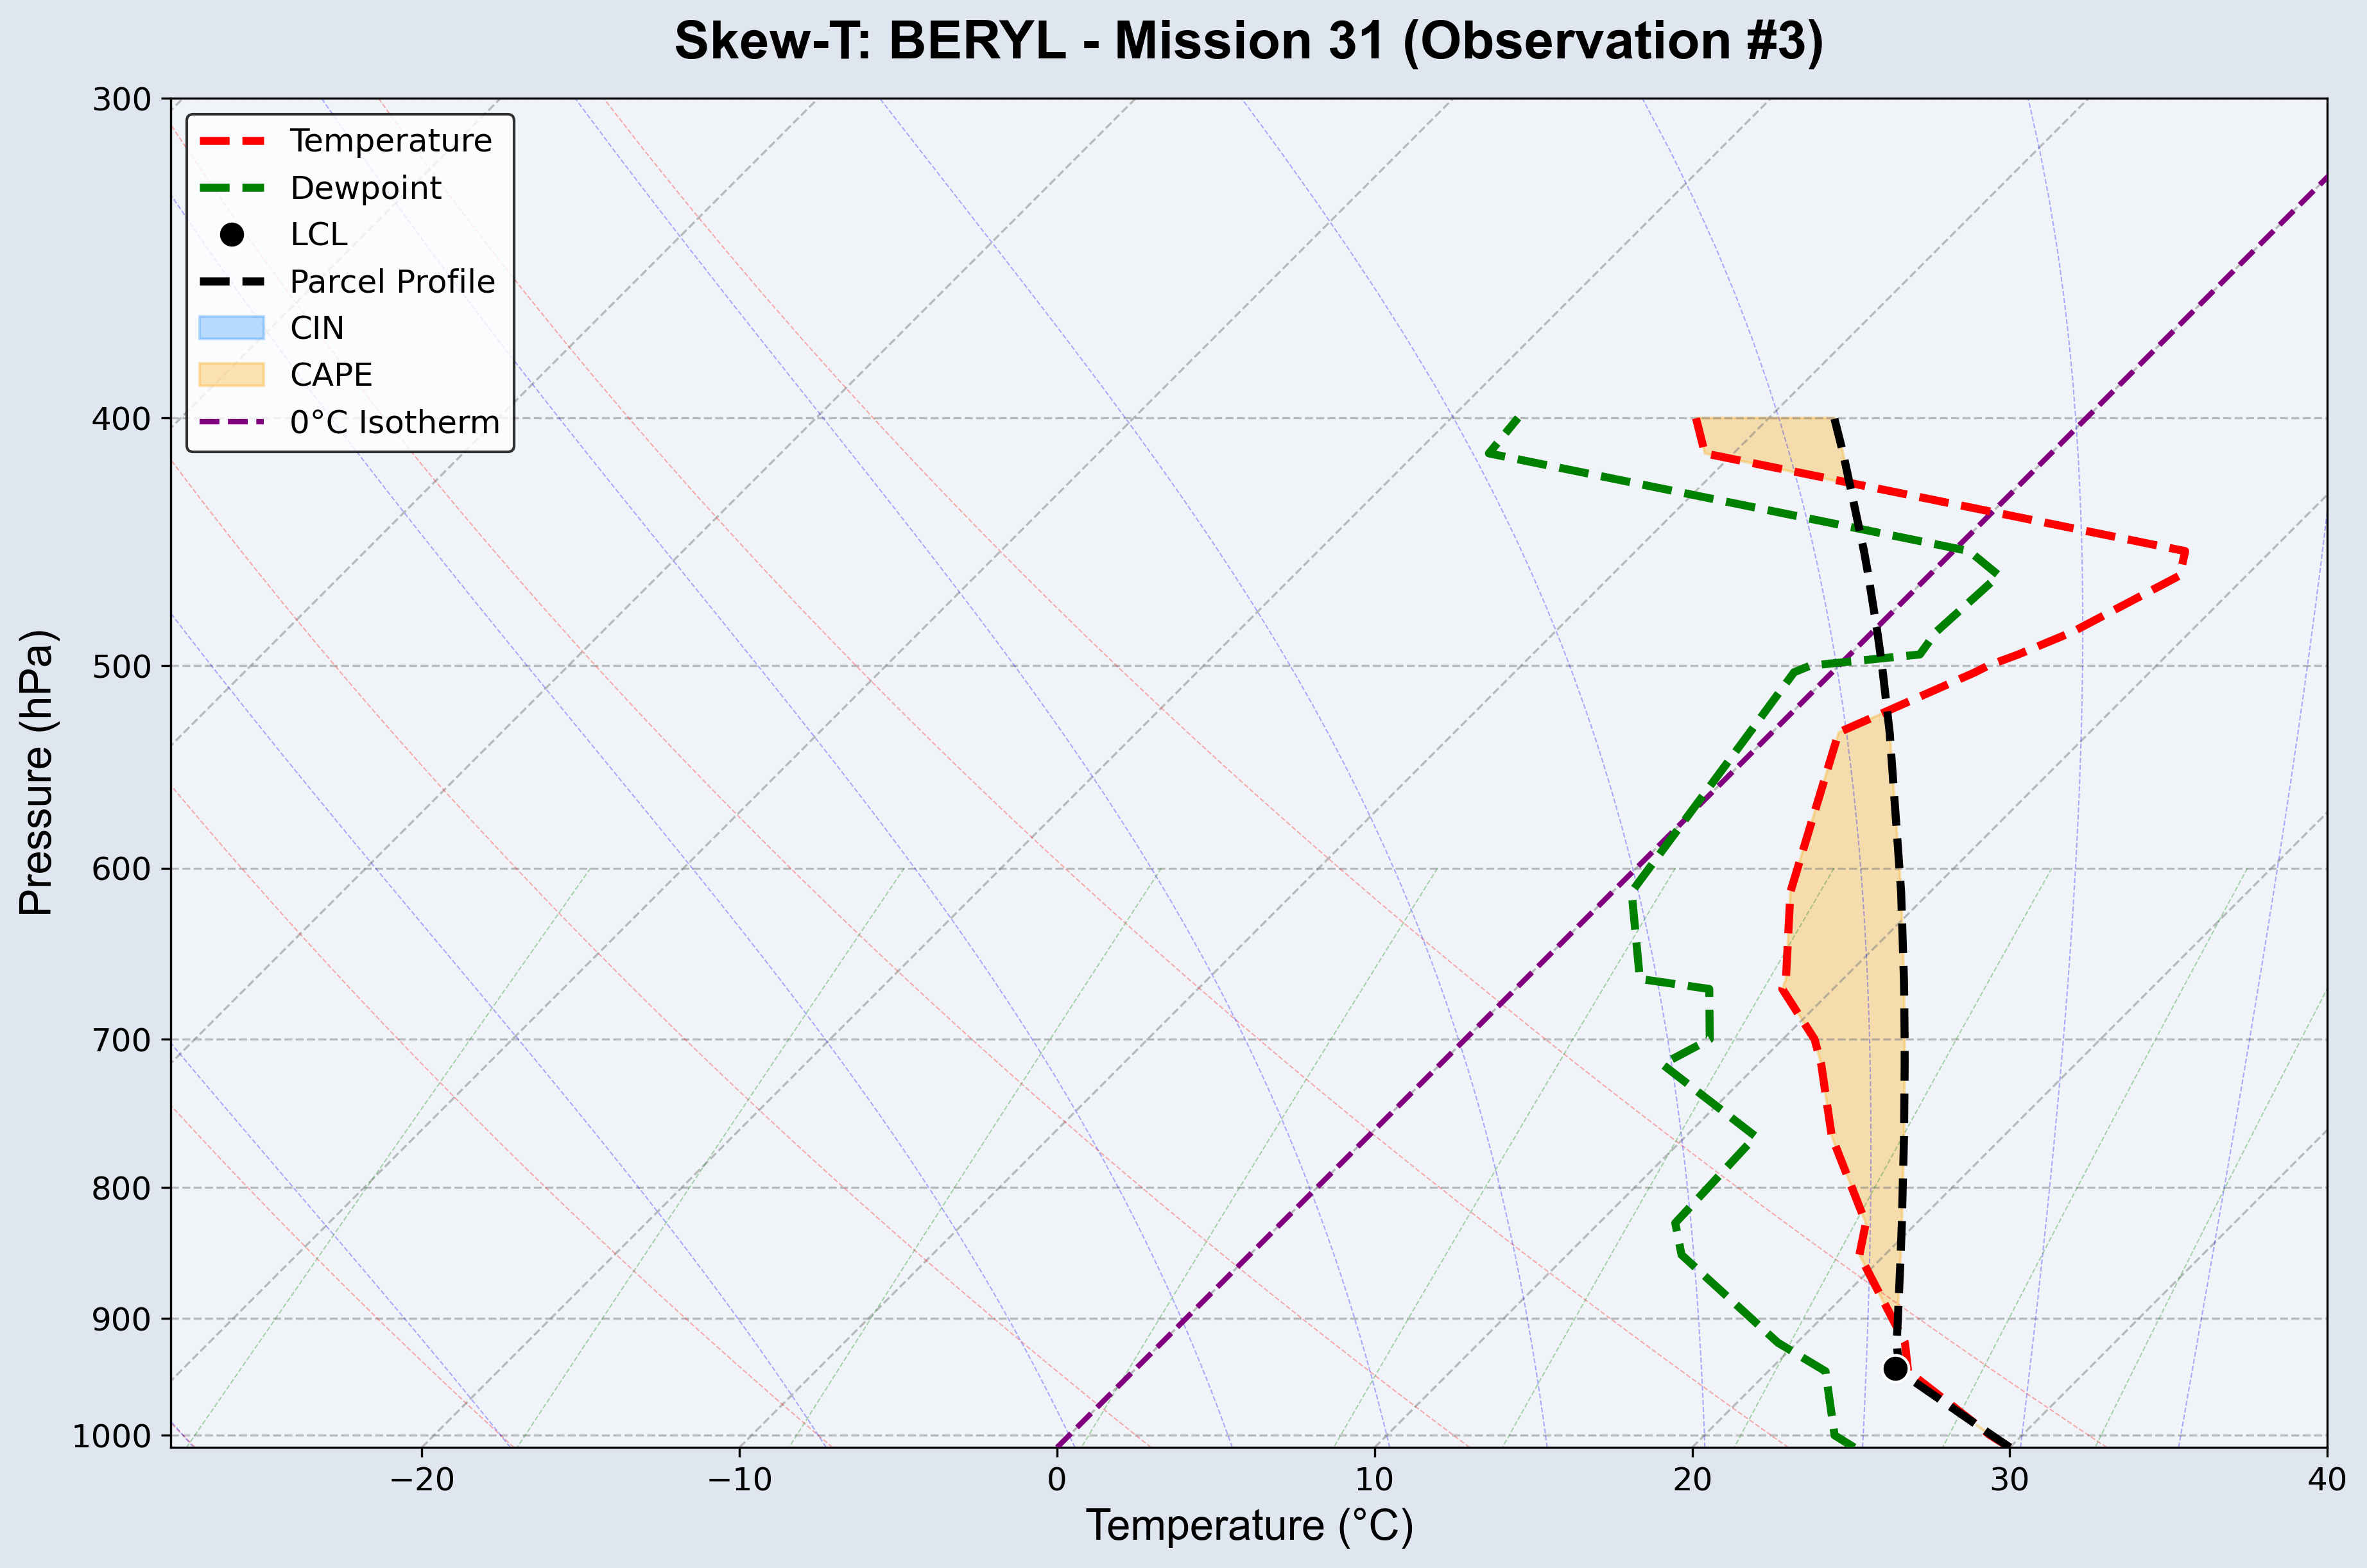 Skew-T: BERYL - Mission 31 (Observation #3)
Temperature
Dewpoint
LCL
Parcel Profile
CIN
CAPE
0°C Isotherm
Pressure (hPa)
300
400
500
600
700
800
900
1000
−20
−10
0
10
20
30
40
Temperature (°C)